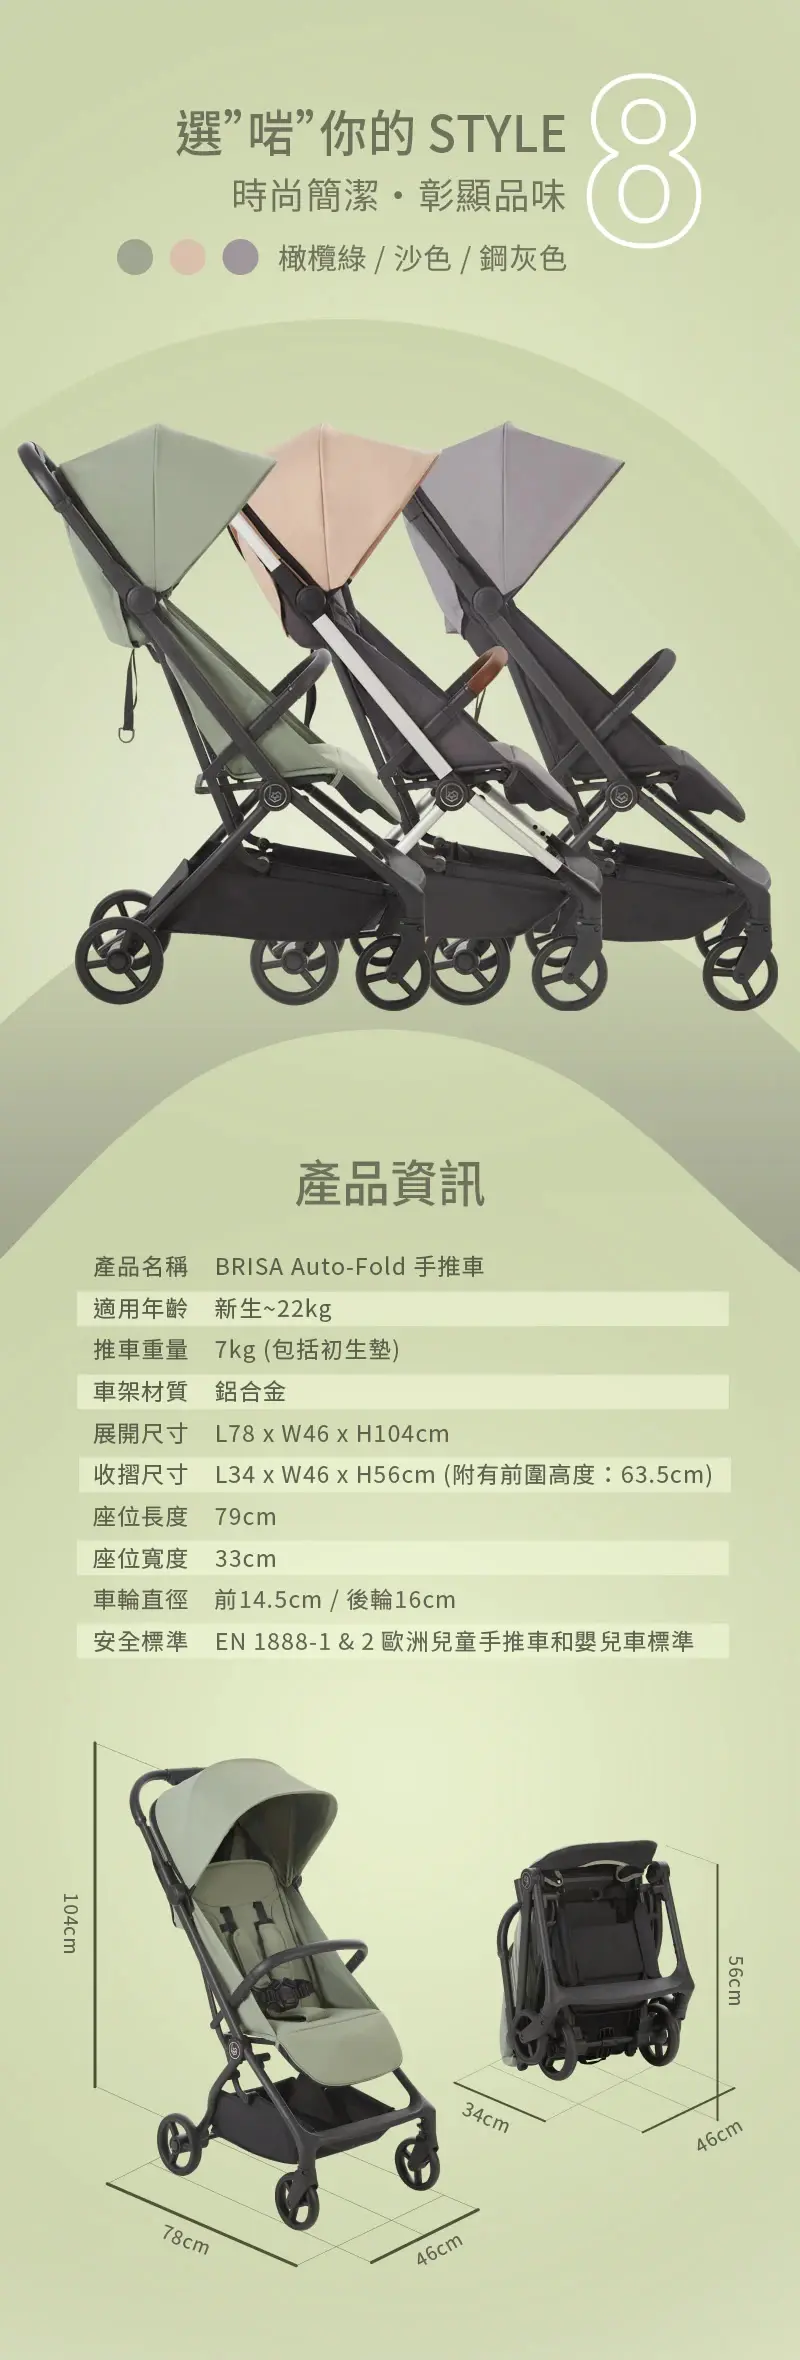 選”啱”你的 STYLE
8
時尚簡潔・彰顯品味
橄欖綠 / 沙色 / 鋼灰色
產品資訊
產品名稱 BRISA Auto-Fold 手推車
適用年齡 新生~22kg
推車重量 7kg (包括初生墊)
車架材質 鋁合金
展開尺寸 L78 x W46 x H104cm
收摺尺寸 L34 x W46 x H56cm (附有前圍高度：63.5cm)
座位長度 79cm
座位寬度 33cm
車輪直徑 前14.5cm / 後輪16cm
安全標準 EN 1888-1 & 2 歐洲兒童手推車和嬰兒車標準
104cm
56cm
34cm
46cm
78cm
46cm